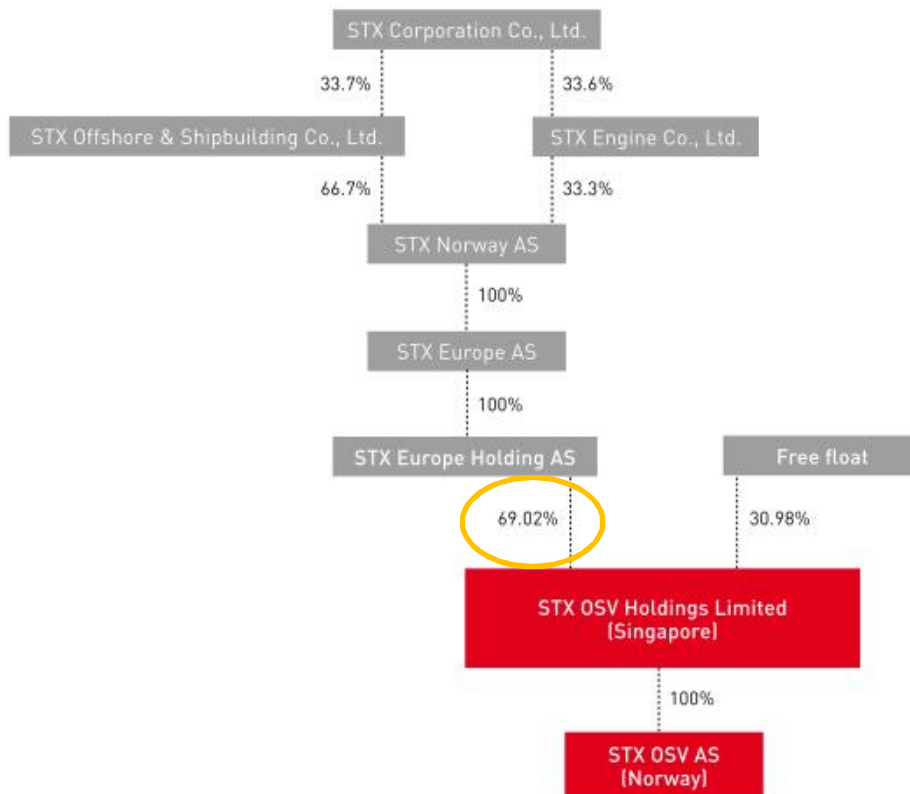 STX Corporation Co., Ltd.
33.7%
33.6%
STX Offshore & Shipbuilding Co., Ltd.
STX Engine Co., Ltd.
66.7%
33.3%
STX Norway AS
100%
STX Europe AS
100%
STX Europe Holding AS
Free float
69.02%
30.98%
STX OSV Holdings Limited
(Singapore)
100%
STX OSV AS
(Norway)